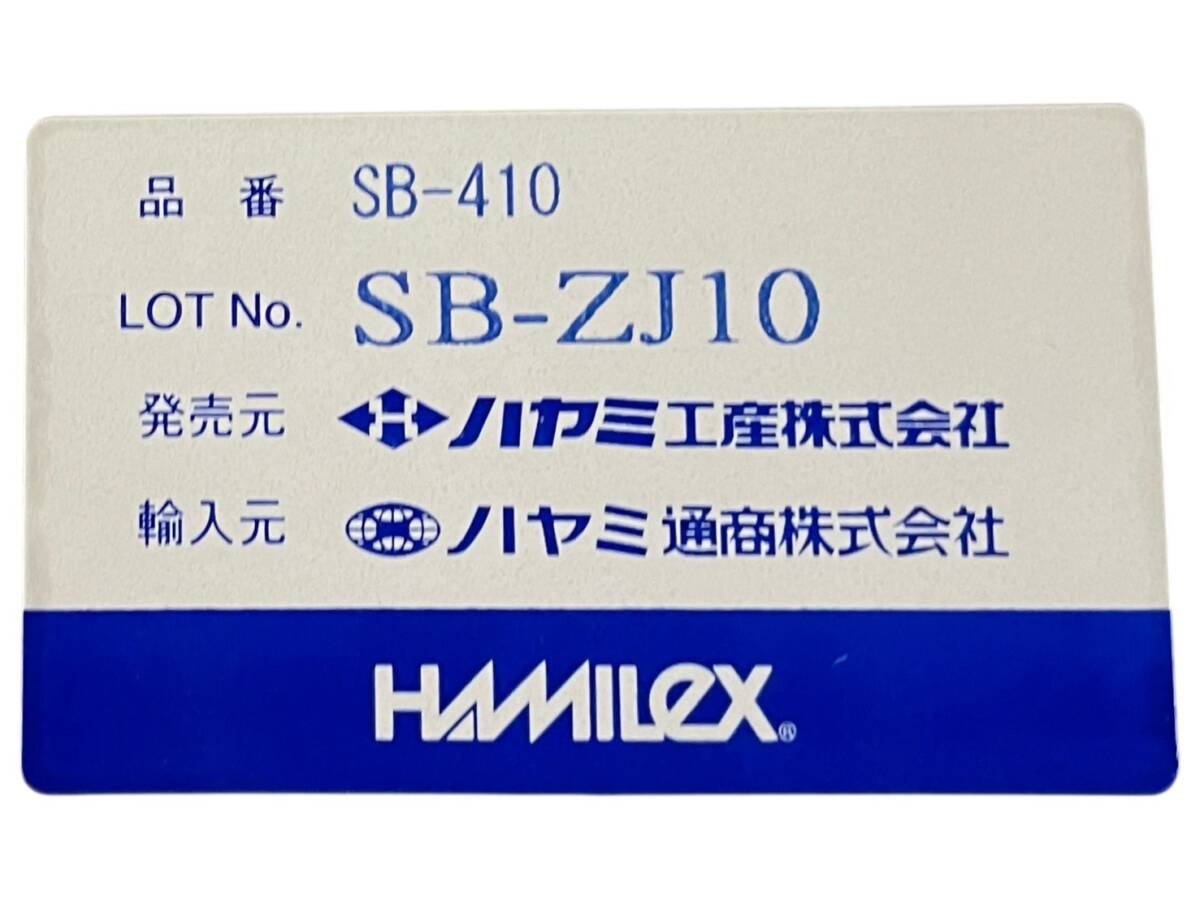 品番 SB-410
LOT No. SB-ZJ10
発売元 H ハヤミ工産株式会社
輸入元 ハヤミ通商株式会社
HAMILeX®